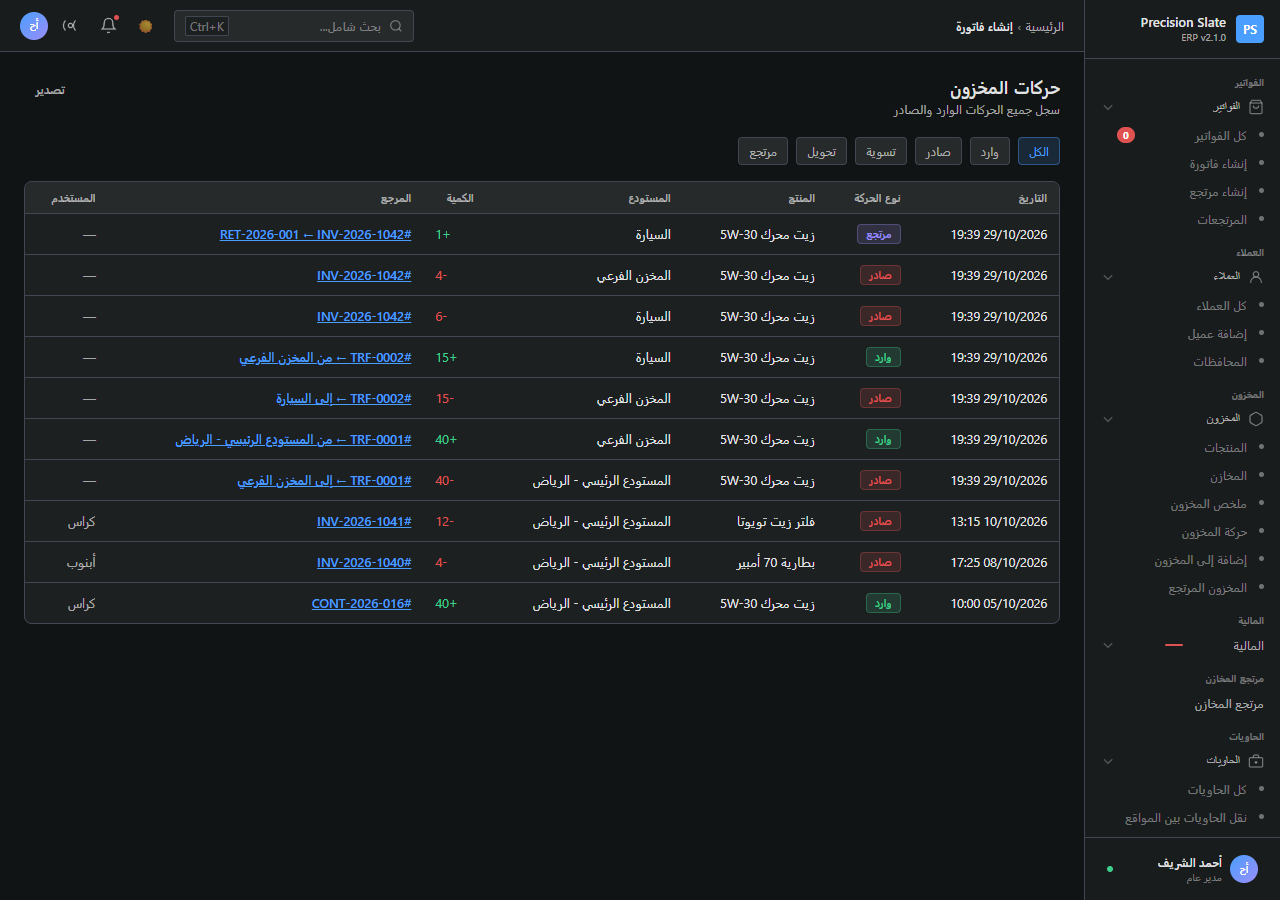 Precision Slate
ERP v2.1.0
PS
الرئيسية › إنشاء فاتورة
بحث شامل...
Ctrl+K
أح
الفواتير
الفواتير
كل الفواتير
0
إنشاء فاتورة
إنشاء مرتجع
المرتجعات
العملاء
العملاء
كل العملاء
إضافة عميل
المحافظات
المخزون
المخزون
المنتجات
المخازن
ملخص المخزون
حركة المخزون
إضافة إلى المخزون
المخزون المرتجع
المالية
المالية
مرتجع المخازن
مرتجع المخازن
الحاويات
الحاويات
كل الحاويات
نقل الحاويات بين المواقع
أح
أحمد الشريف
مدير عام
حركات المخزون
سجل جميع الحركات الوارد والصادر
تصدير
الكل وارد صادر تسوية تحويل مرتجع
التاريخ نوع الحركة المنتج المستودع الكمية المرجع المستخدم
29/10/2026 19:39 مرتجع زيت محرك 5W-30 السيارة +1 #RET-2026-001 ← INV-2026-1042 —
29/10/2026 19:39 صادر زيت محرك 5W-30 المخزن الفرعي -4 #INV-2026-1042 —
29/10/2026 19:39 صادر زيت محرك 5W-30 السيارة -6 #INV-2026-1042 —
29/10/2026 19:39 وارد زيت محرك 5W-30 السيارة +15 #TRF-0002 ← من المخزن الفرعي —
29/10/2026 19:39 صادر زيت محرك 5W-30 المخزن الفرعي -15 #TRF-0002 ← إلى السيارة —
29/10/2026 19:39 وارد زيت محرك 5W-30 المخزن الفرعي +40 #TRF-0001 ← من المستودع الرئيسي - الرياض —
29/10/2026 19:39 صادر زيت محرك 5W-30 المستودع الرئيسي - الرياض -40 #TRF-0001 ← إلى المخزن الفرعي —
10/10/2026 13:15 صادر فلتر زيت تويوتا المستودع الرئيسي - الرياض -12 #INV-2026-1041 كراس
08/10/2026 17:25 صادر بطارية 70 أمبير المستودع الرئيسي - الرياض -4 #INV-2026-1040 أبنوب
05/10/2026 10:00 وارد زيت محرك 5W-30 المستودع الرئيسي - الرياض +40 #CONT-2026-016 كراس